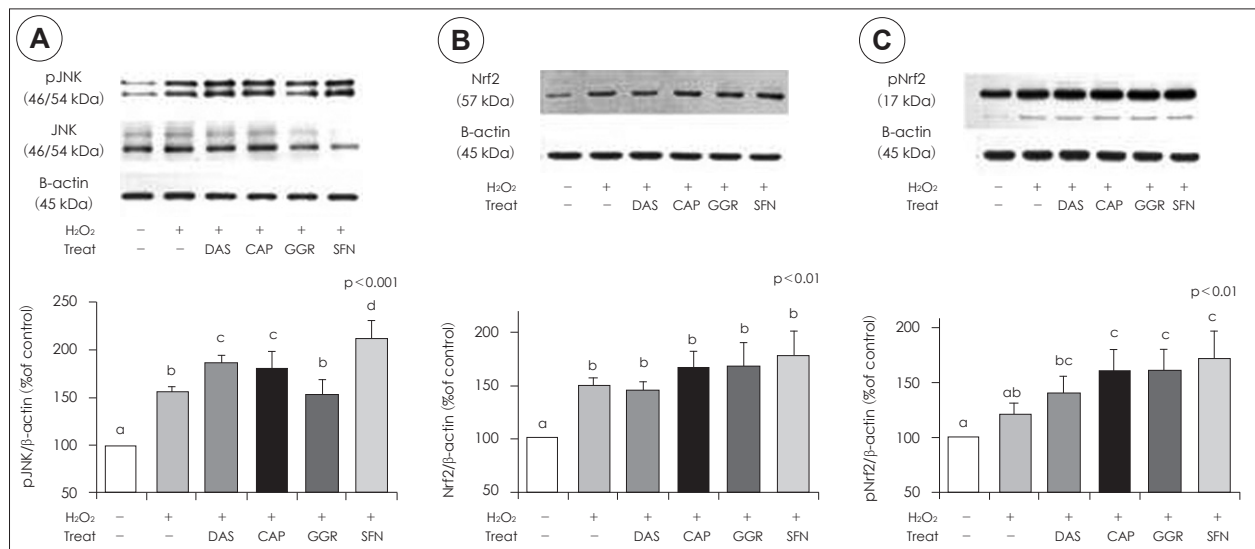 A
pJNK
(46/54 kDa)
JNK
(46/54 kDa)
B-actin
(45 kDa)
H₂O₂ − + + + + +
Treat − − DAS CAP GGR SFN
p<0.001
pJNK/β-actin (%of control)
250
200
150
100
50
a b c c b d
H₂O₂ − + + + + +
Treat − − DAS CAP GGR SFN
B
Nrf2
(57 kDa)
B-actin
(45 kDa)
H₂O₂ − + + + + +
Treat − − DAS CAP GGR SFN
p<0.01
Nrf2/β-actin (%of control)
200
150
100
50
a b b b b b
H₂O₂ − + + + + +
Treat − − DAS CAP GGR SFN
C
pNrf2
(17 kDa)
B-actin
(45 kDa)
H₂O₂ − + + + + +
Treat − − DAS CAP GGR SFN
p<0.01
pNrf2/β-actin (%of control)
200
150
100
50
a ab bc c c c
H₂O₂ − + + + + +
Treat − − DAS CAP GGR SFN